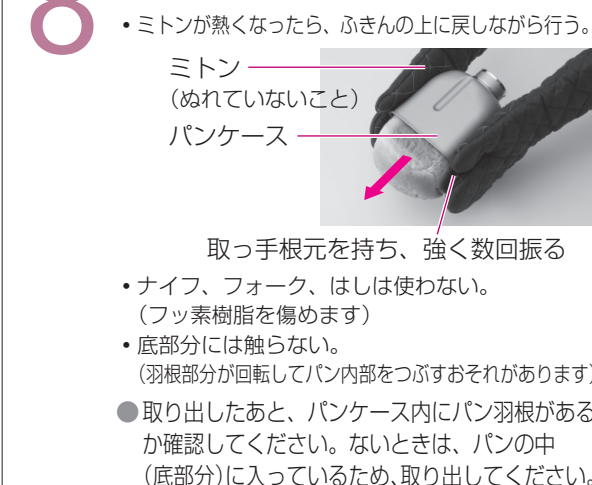 8
•ミトンが熱くなったら、ふきんの上に戻しながら行う。
ミトン
(ぬれていないこと)
パンケース
取っ手根元を持ち、強く数回振る
•ナイフ、フォーク、はしは使わない。
(フッ素樹脂を傷めます)
•底部分には触らない。
(羽根部分が回転してパン内部をつぶすおそれがあります)
●取り出したあと、パンケース内にパン羽根がある
か確認してください。ないときは、パンの中
(底部分)に入っているため、取り出してください。